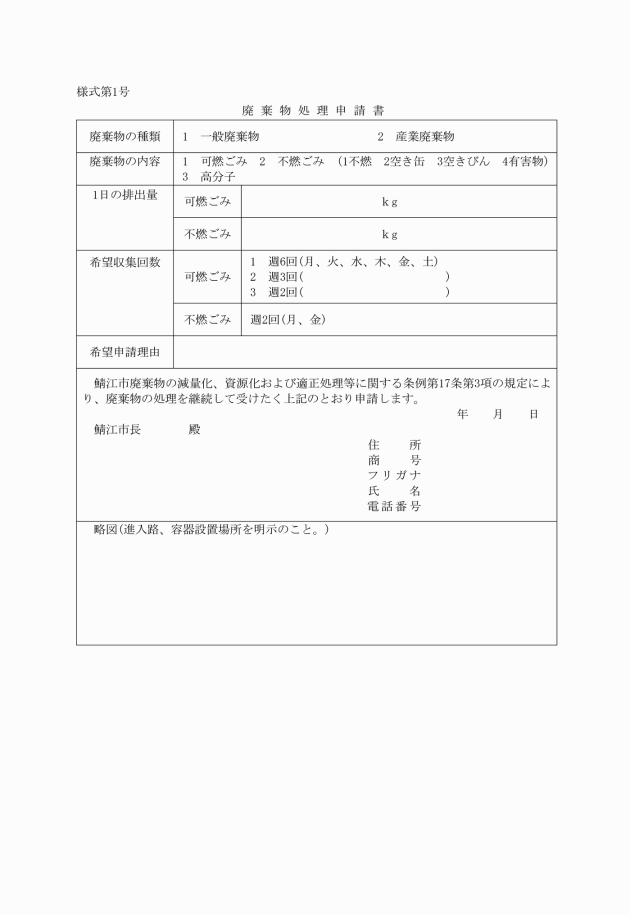 様式第1号
廃棄物処理申請書
廃棄物の種類 1 一般廃棄物 2 産業廃棄物
廃棄物の内容 1 可燃ごみ 2 不燃ごみ (1不燃 2空き缶 3空きびん 4有害物)
3 高分子
1日の排出量 可燃ごみ kg
不燃ごみ kg
希望収集回数 可燃ごみ 1 週6回(月、火、水、木、金、土)
2 週3回( )
3 週2回( )
不燃ごみ 週2回(月、金)
希望申請理由
鯖江市廃棄物の減量化、資源化および適正処理等に関する条例第17条第3項の規定によ
り、廃棄物の処理を継続して受けたく上記のとおり申請します。
年 月 日
鯖江市長 殿
住所
商号
フリガナ
氏名
電話番号
略図(進入路、容器設置場所を明示のこと。)